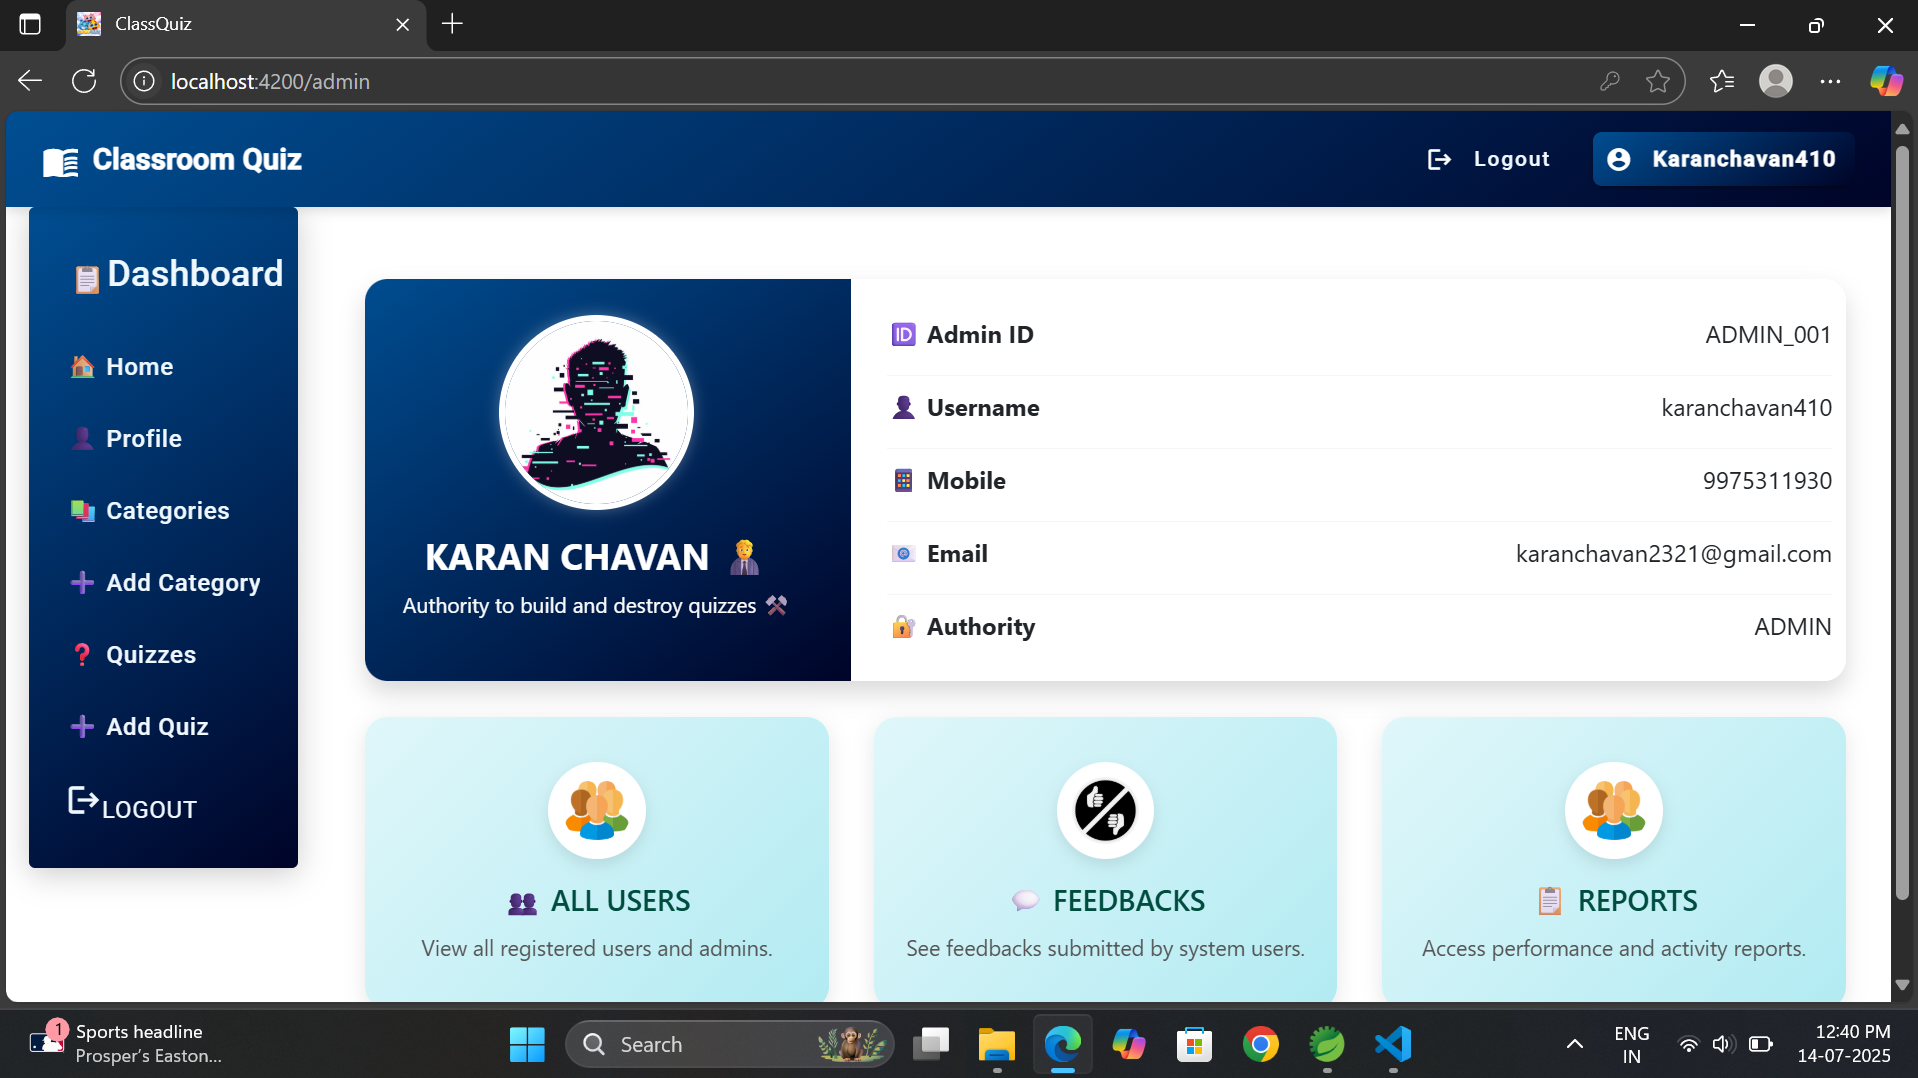 ClassQuiz
localhost:4200/admin
Classroom Quiz
Logout
Karanchavan410
Dashboard
Home
Profile
Categories
Add Category
Quizzes
Add Quiz
LOGOUT
KARAN CHAVAN
Authority to build and destroy quizzes
ID Admin ID ADMIN_001
Username karanchavan410
Mobile 9975311930
Email karanchavan2321@gmail.com
Authority ADMIN
ALL USERS
View all registered users and admins.
FEEDBACKS
See feedbacks submitted by system users.
REPORTS
Access performance and activity reports.
1
Sports headline
Prosper's Easton...
Search
ENG
IN
12:40 PM
14-07-2025